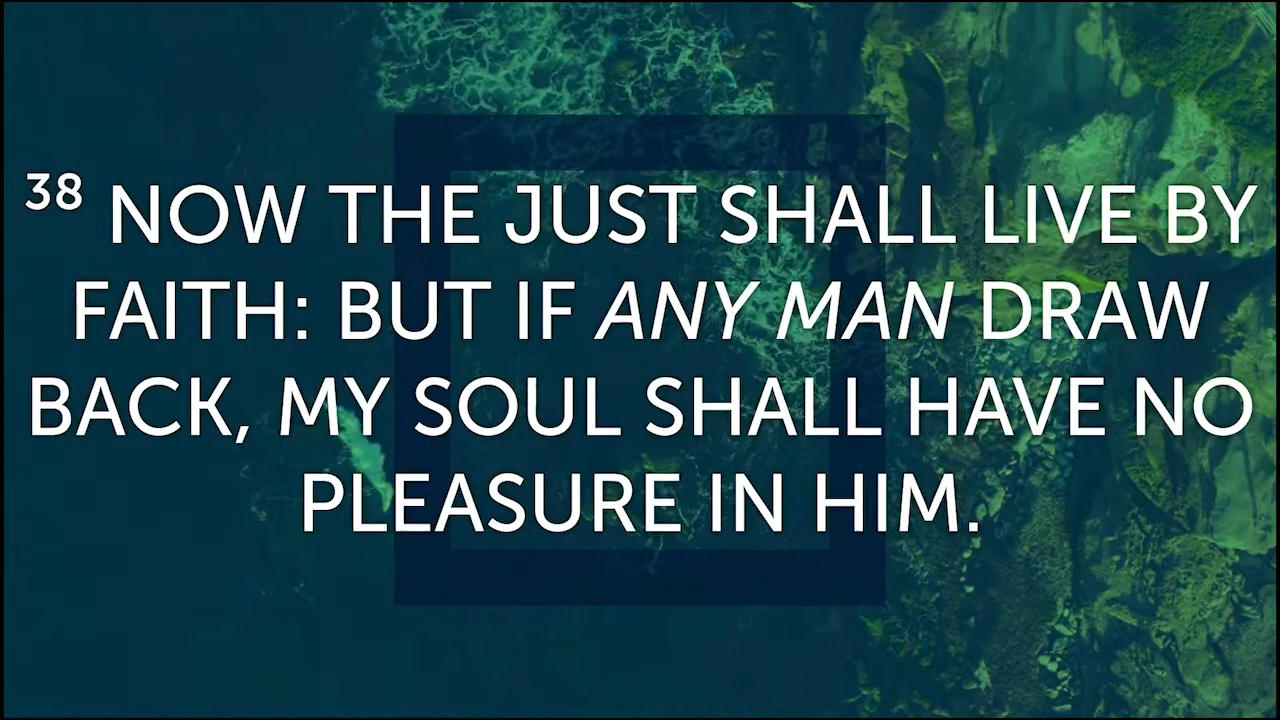 38 NOW THE JUST SHALL LIVE BY
FAITH: BUT IF ANY MAN DRAW
BACK, MY SOUL SHALL HAVE NO
PLEASURE IN HIM.